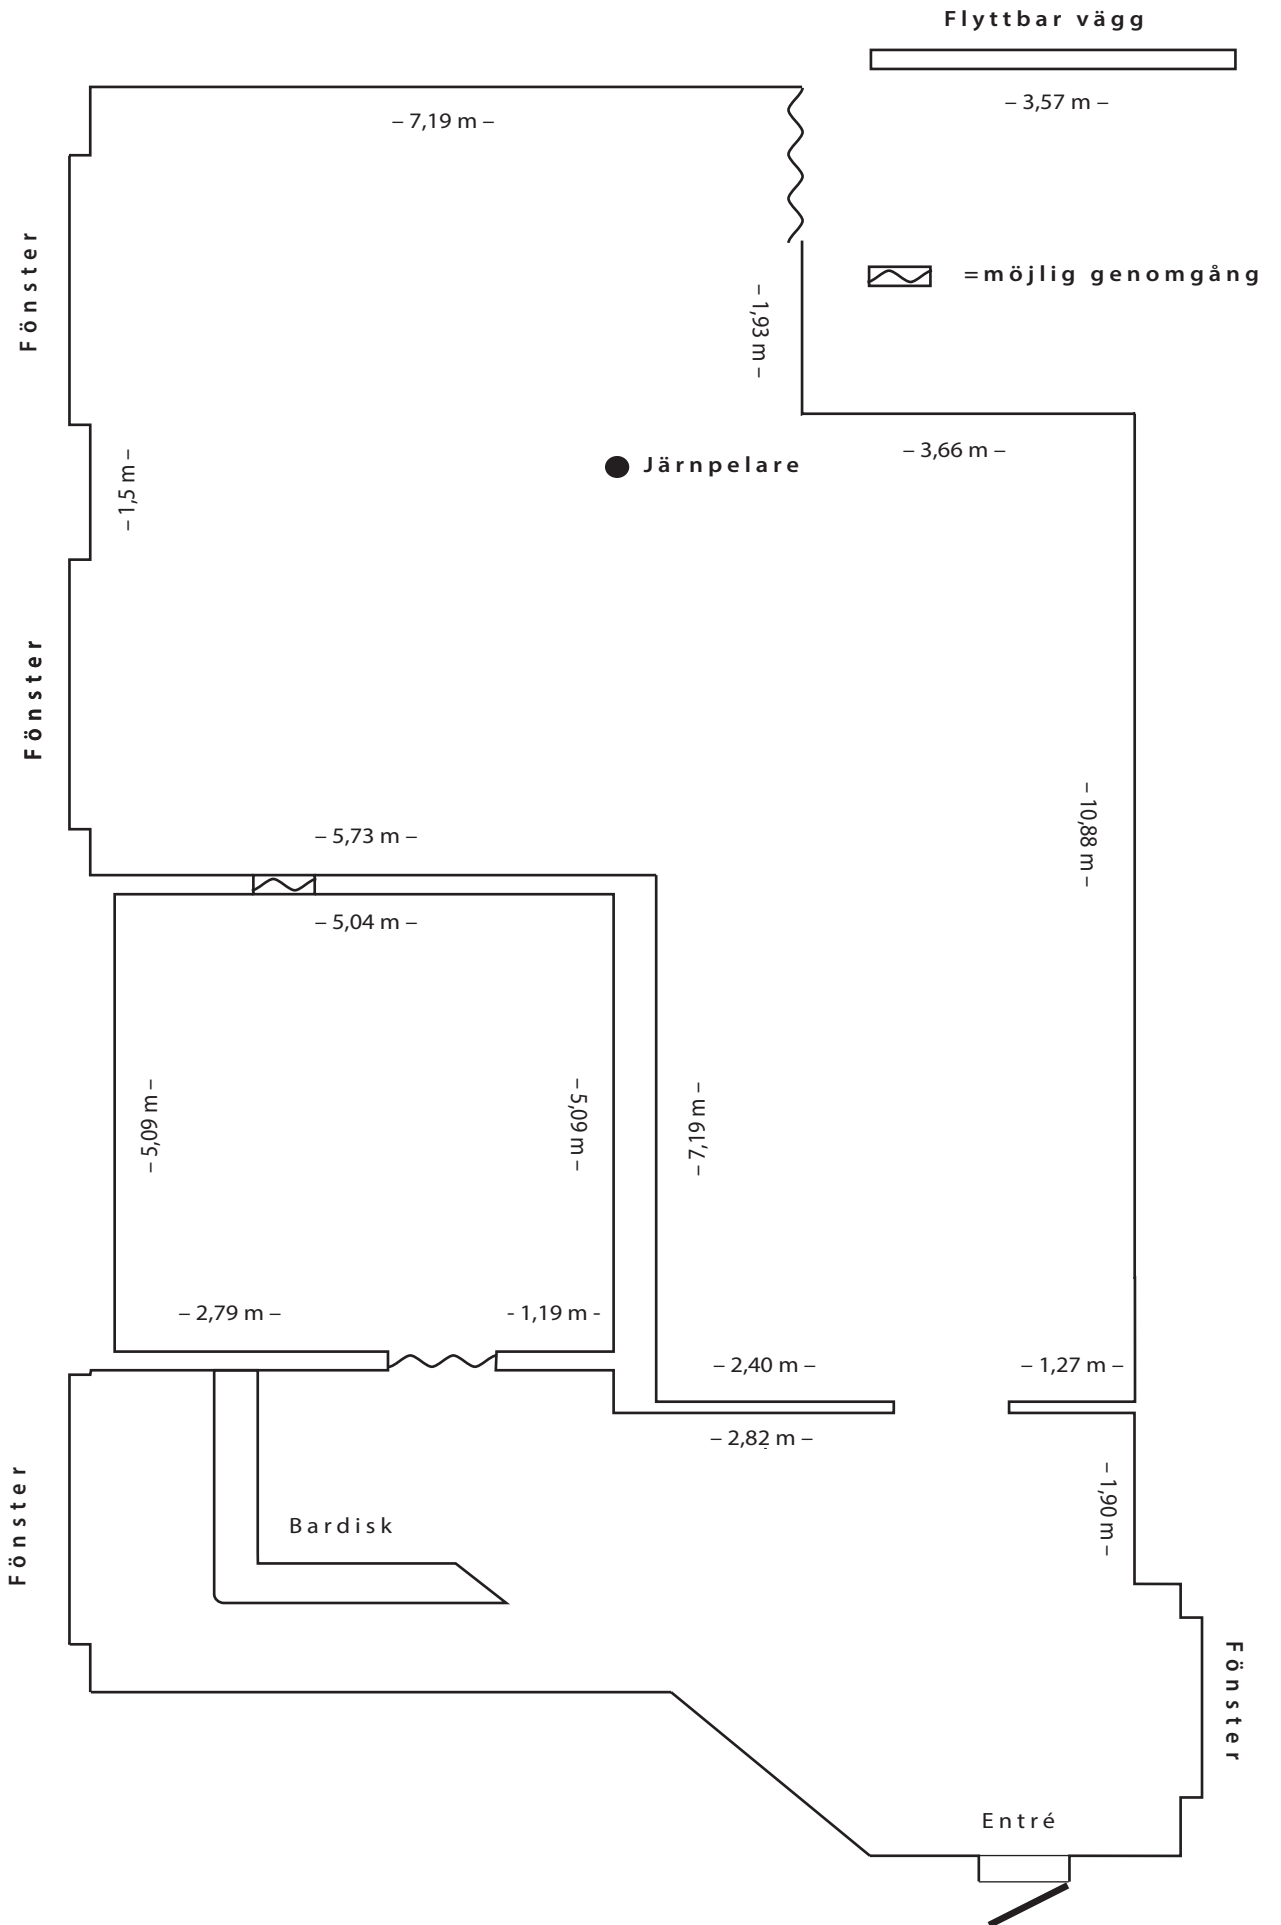 Flyttbar vägg
– 3,57 m –
– 7,19 m –
Fönster
– 1,93 m –
=möjlig genomgång
– 3,66 m –
Järnpelare
– 1,5 m –
Fönster
– 10,88 m –
– 5,73 m –
– 5,04 m –
– 5,09 m –
– 5,09 m –
– 7,19 m –
– 2,79 m –
- 1,19 m -
– 2,40 m –
– 1,27 m –
– 2,82 m –
Fönster
– 1,90 m –
Bardisk
Fönster
Entré